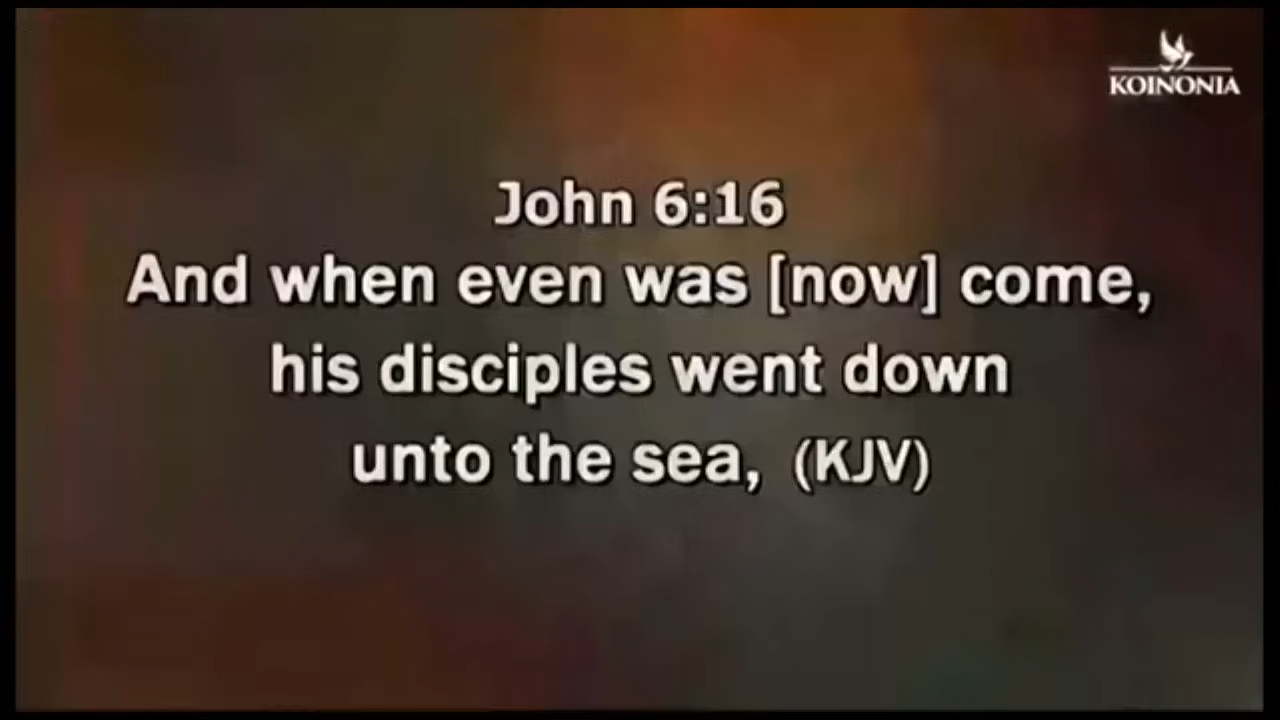 KOINONIA
John 6:16
And when even was [now] come,
his disciples went down
unto the sea, (KJV)